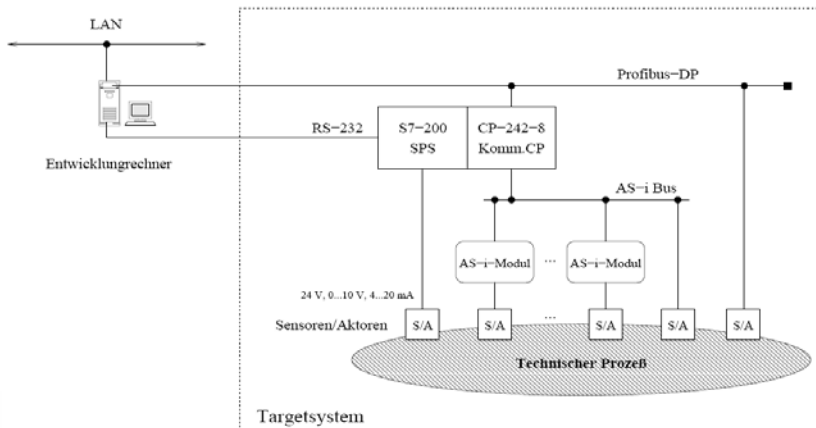 LAN
Profibus-DP
RS-232
S7-200
SPS
CP-242-8
Komm.CP
Entwicklungrechner
AS-i Bus
AS-i-Modul
...
AS-i-Modul
24 V, 0...10 V, 4...20 mA
Sensoren/Aktoren
S/A
S/A
...
S/A
S/A
S/A
Technischer Prozeß
Targetsystem